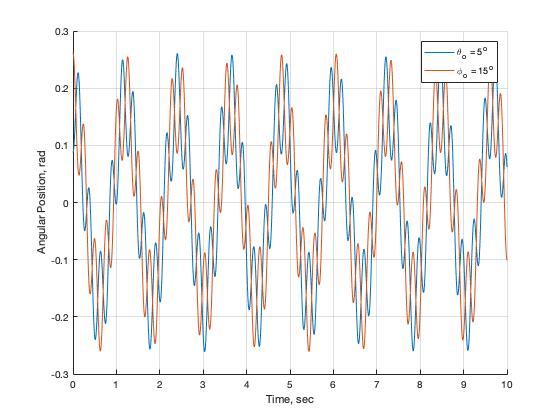 0.3
0.2
0.1
0
-0.1
-0.2
-0.3
0 1 2 3 4 5 6 7 8 9 10
Angular Position, rad
Time, sec
θₒ = 5°
ϕₒ = 15°